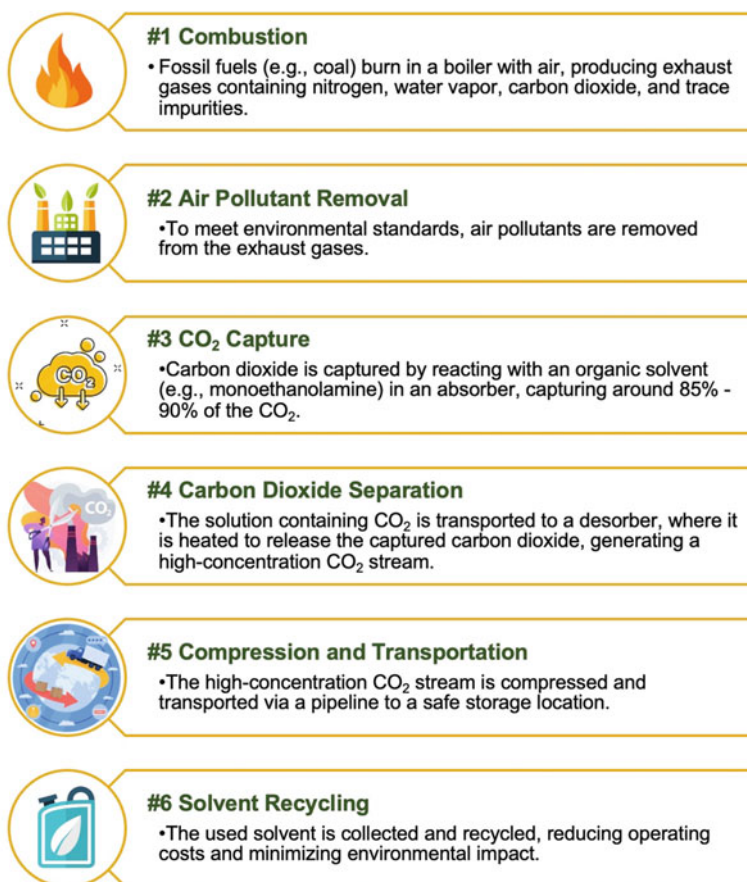 #1 Combustion
• Fossil fuels (e.g., coal) burn in a boiler with air, producing exhaust
gases containing nitrogen, water vapor, carbon dioxide, and trace
impurities.
#2 Air Pollutant Removal
•To meet environmental standards, air pollutants are removed
from the exhaust gases.
CO₂
#3 CO₂ Capture
•Carbon dioxide is captured by reacting with an organic solvent
(e.g., monoethanolamine) in an absorber, capturing around 85% -
90% of the CO₂.
CO₂
#4 Carbon Dioxide Separation
•The solution containing CO₂ is transported to a desorber, where it
is heated to release the captured carbon dioxide, generating a
high-concentration CO₂ stream.
#5 Compression and Transportation
•The high-concentration CO₂ stream is compressed and
transported via a pipeline to a safe storage location.
#6 Solvent Recycling
•The used solvent is collected and recycled, reducing operating
costs and minimizing environmental impact.